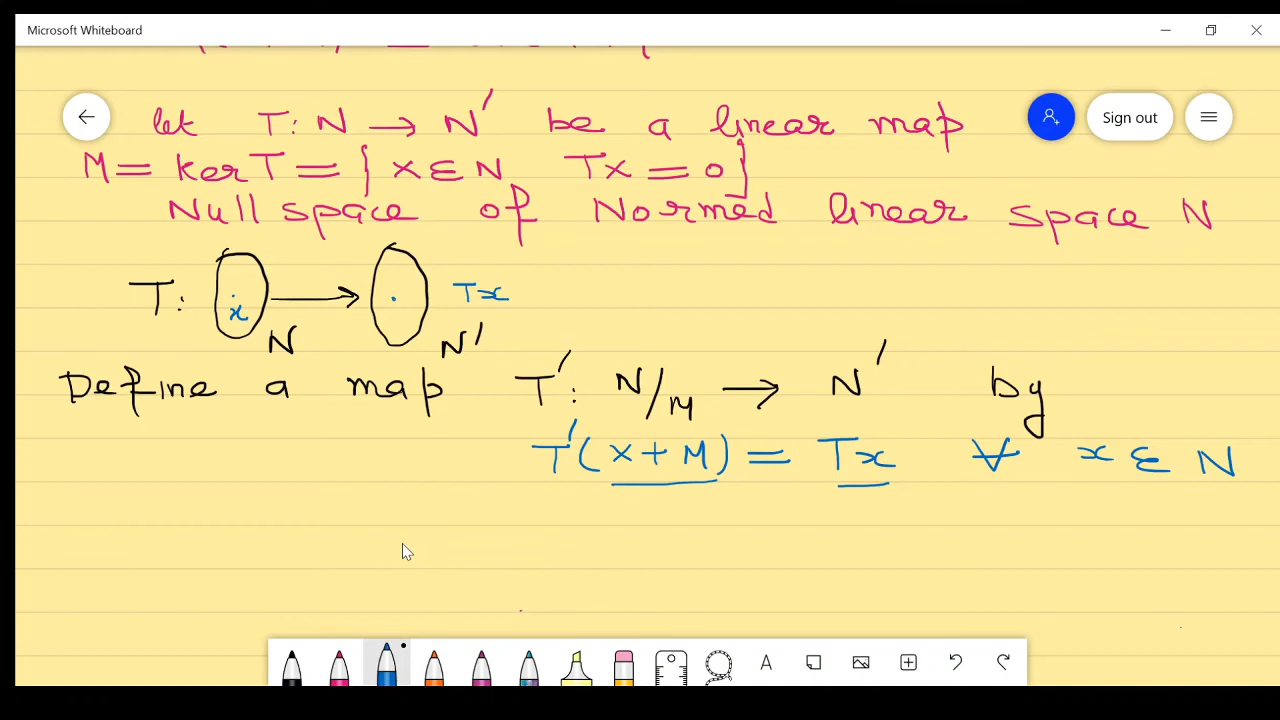 Microsoft Whiteboard
Sign out
let T: N → N' be a linear map
M = ker T = { x ∈ N Tx = 0 }
Null space of Normed linear space N
T: x N → Tx N'
Define a map T': N/M → N' by
T'(x + M) = Tx ∀ x ∈ N
A